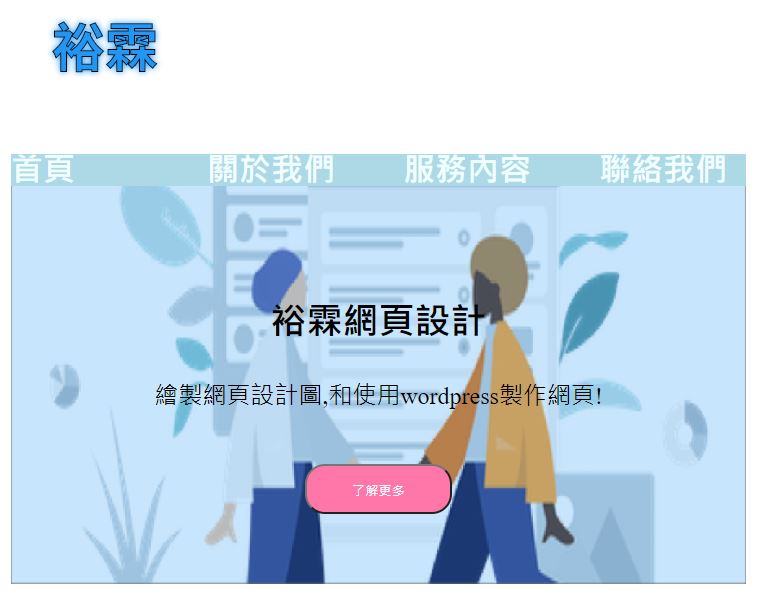 裕霖
首頁 關於我們 服務內容 聯絡我們
裕霖網頁設計
繪製網頁設計圖,和使用wordpress製作網頁!
了解更多